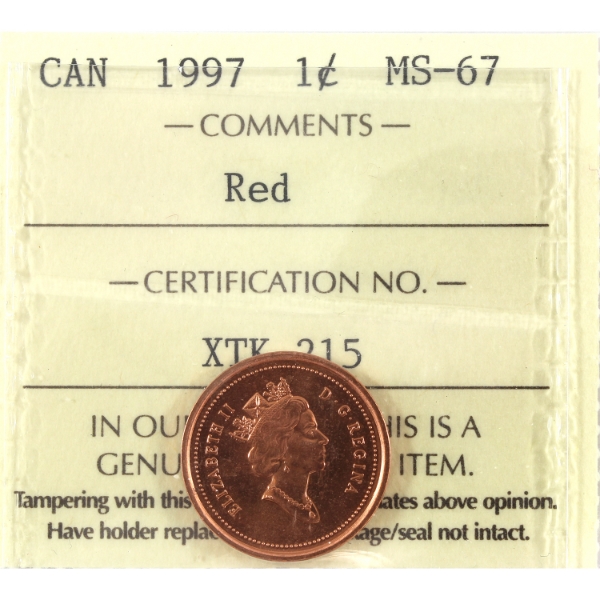 CAN 1997 1¢ MS-67
— COMMENTS —
Red
— CERTIFICATION NO. —
XTK 215
IN OU HIS IS A
GENU ITEM.
Tampering with this ates above opinion.
Have holder replac age/seal not intact.
ELIZABETH II D·G·REGINA